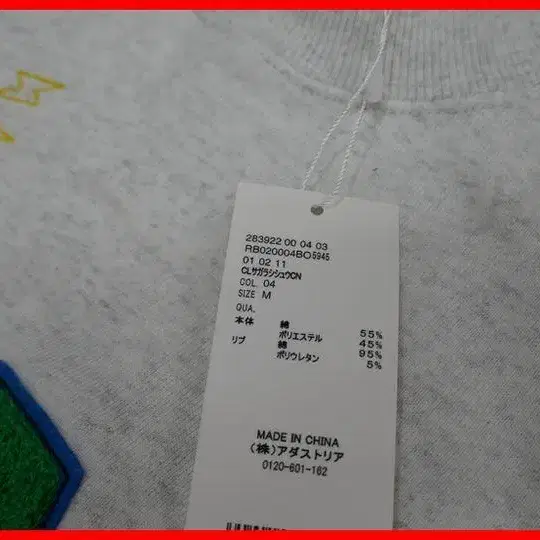 283922 00 04 03
RB020004BO5945
01 02 11
CLサガラシシュウCN
COL. 04
SIZE M
QUA.
本体 綿 55%
ポリエステル 45%
リブ 綿 95%
ポリウレタン 5%
MADE IN CHINA
(株)アダストリア
0120-601-162